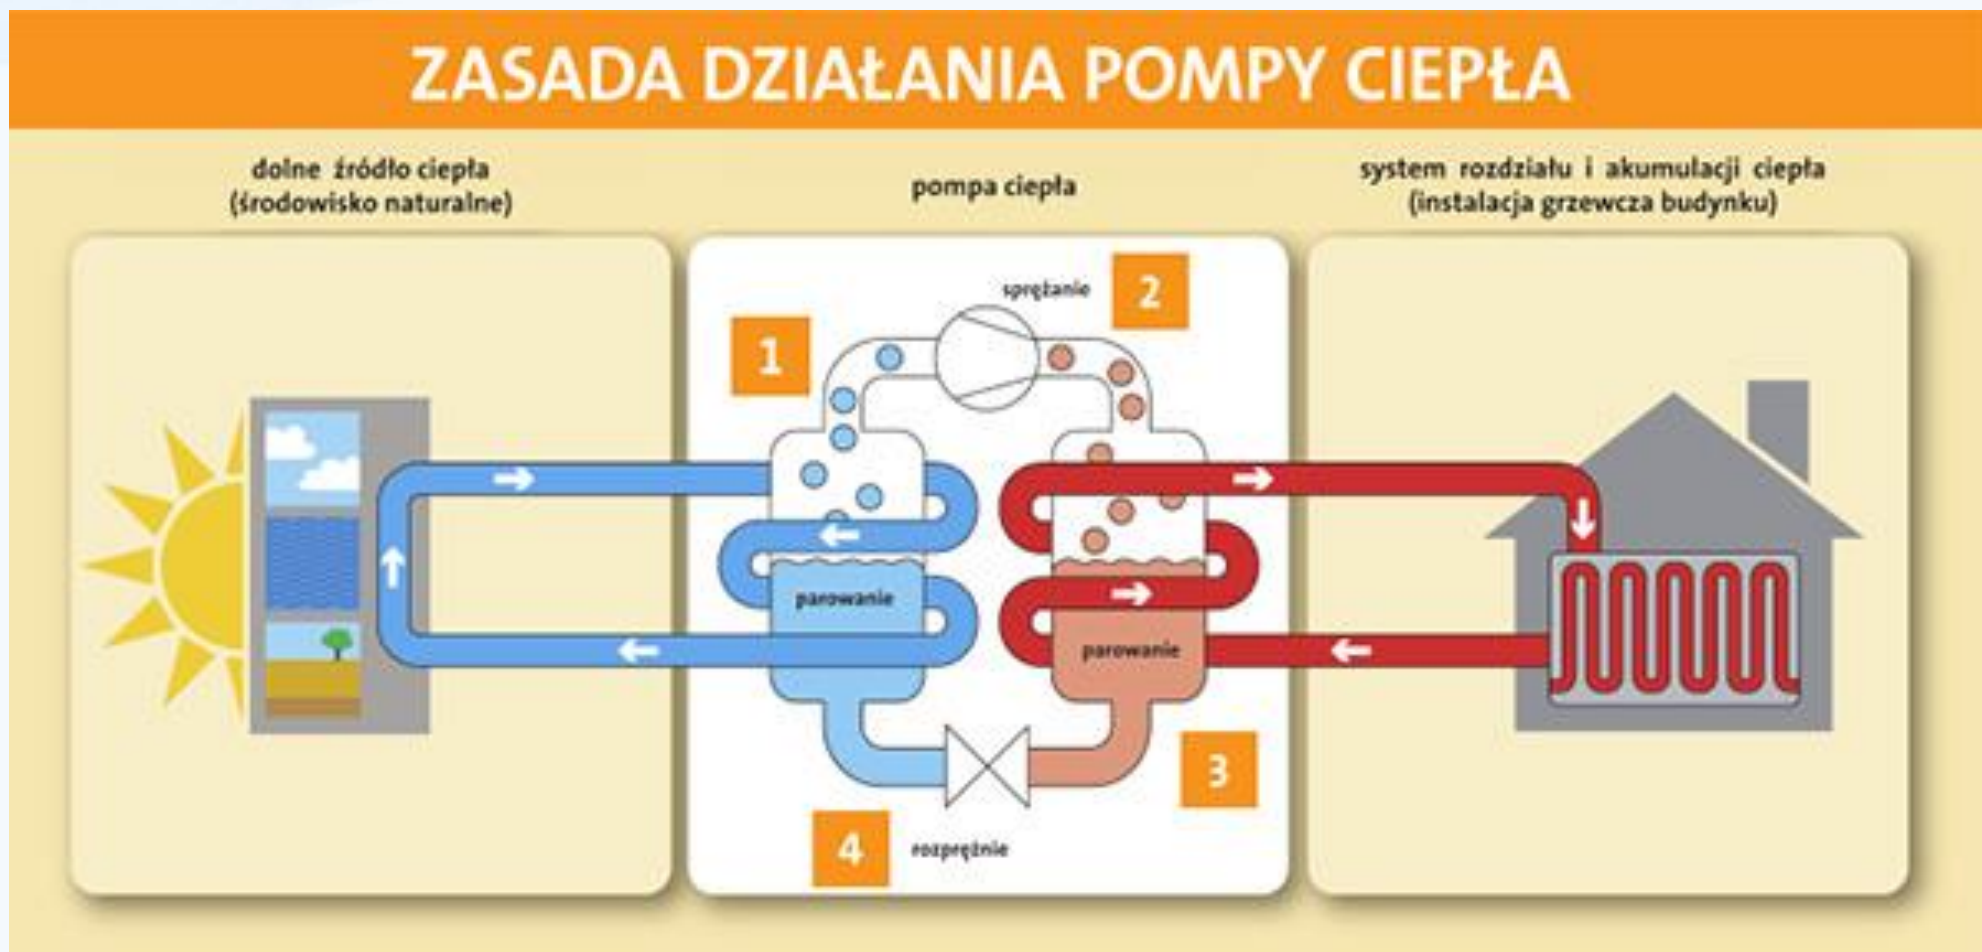 ZASADA DZIAŁANIA POMPY CIEPŁA
dolne źródło ciepła
(środowisko naturalne)
pompa ciepła
system rozdziału i akumulacji ciepła
(instalacja grzewcza budynku)
sprężanie
2
1
parowanie
parowanie
3
4
rozprężnie